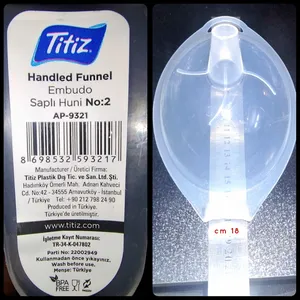 Titiz®
Handled Funnel
Embudo
Saplı Huni No:2
AP-9321
8 698532 593217
Manufacturer / Üretici Firma:
Titiz Plastik Dış Tic. ve San. Ltd. Şti.
Hadımköy Ömerli Mah. Adnan Kahveci
Cd. No:42 - 34555 Arnavutköy - İstanbul
/ Türkiye Tel: +90 212 798 24 90
Produced in Türkiye.
Türkiye'de üretilmiştir.
www.titiz.com
İşletme Kayıt Numarası:
TR-34-K-047802
Parti No: 22002949
Kullanmadan önce yıkayınız.
Wash before use.
Menşe: Türkiye
BPA
FREE
cm 18